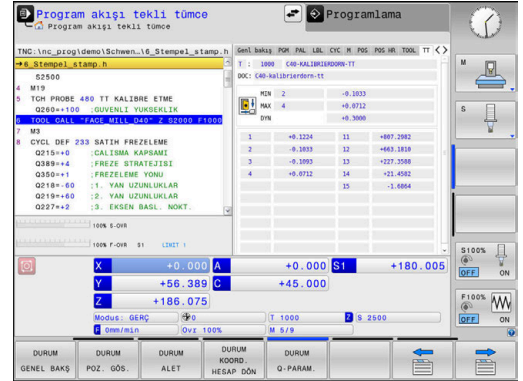 Program akışı tekli tümce
Program akışı tekli tümce
Programlama
TNC:\nc_prog\demo\Schwen…\6_Stempel_stamp.h
→6_Stempel_stamp.h
S2500
4 M19
5 TCH PROBE 480 TT KALIBRE ETME
Q260=+100 ;GUVENLI YUKSEKLIK
6 TOOL CALL "FACE_MILL_D40" Z S2000 F1000
7 M3
8 CYCL DEF 233 SATIH FREZELEME
Q215=+0 ;CALISMA KAPSAMI
Q389=+4 ;FREZE STRATEJISI
Q350=+1 ;FREZELEME YONU
Q218=-60 ;1. YAN UZUNLUKLAR
Q219=+60 ;2. YAN UZUNLUKLAR
Q227=+2 ;3. EKSEN BASL. NOKT.
Genl bakış PGM PAL LBL CYC M POS POS HR TOOL TT
T : 1000 C40-KALIBRIERDORN-TT
DOC: C40-kalibrierdorn-tt
MIN 2 -0.1033
MAX 4 +0.0712
DYN +0.3000
1 +0.1224 11 +807.2982
2 -0.1033 12 +663.1810
3 -0.1093 13 +227.3588
4 +0.0712 14 +21.4582
15 -1.6864
100% S-OVR
100% F-OVR S1 LIMIT 1
X +0.000 A +0.000 S1 +180.005
Y +56.389 C +45.000
Z +186.075
Modus: GERÇ 0 T 1000 Z S 2500
F 0mm/min Ovr 100% M 5/9
M
S
S100%
OFF ON
F100%
OFF ON
DURUM GENEL BAKŞ
DURUM POZ. GÖS.
DURUM ALET
DURUM KOORD. HESAP DÖN
DURUM Q-PARAM.